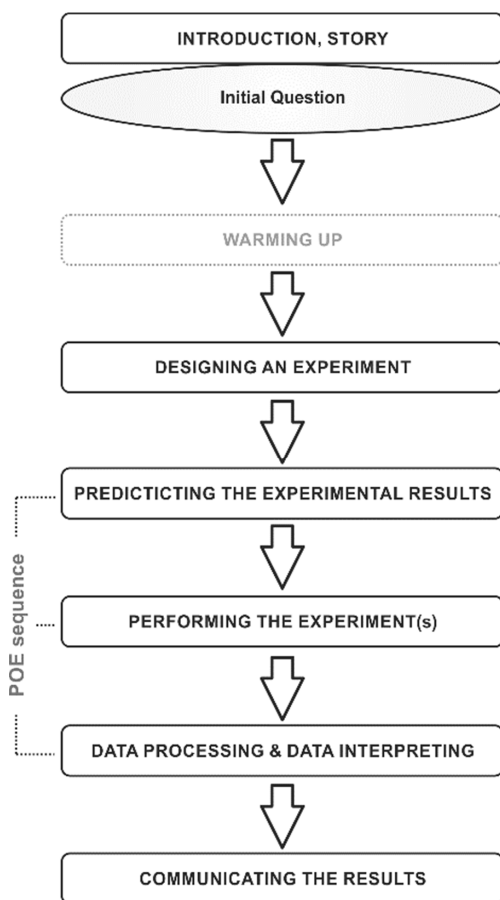 INTRODUCTION, STORY
Initial Question
WARMING UP
DESIGNING AN EXPERIMENT
PREDICTICTING THE EXPERIMENTAL RESULTS
PERFORMING THE EXPERIMENT(s)
DATA PROCESSING & DATA INTERPRETING
COMMUNICATING THE RESULTS
POE sequence